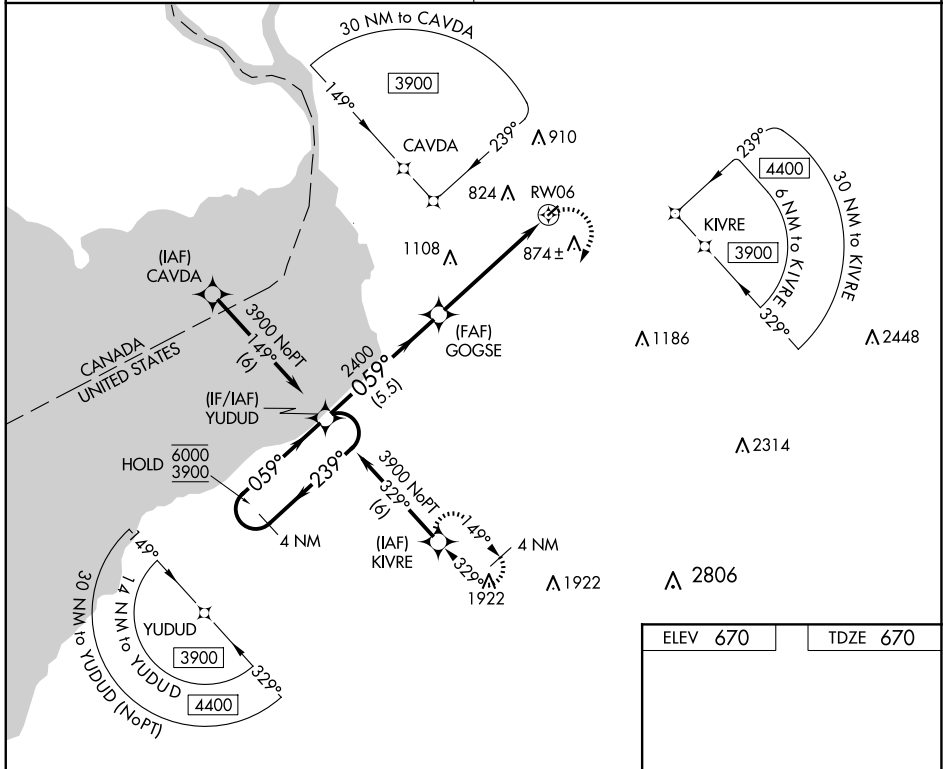 30 NM to CAVDA
3900
149°
239°
CAVDA
910
824
RW06
1108
874±
239°
4400
6 NM to KIVRE
30 NM to KIVRE
KIVRE
3900
329°
(IAF)
CAVDA
3900 NoPT
149°
(6)
CANADA
UNITED STATES
(FAF)
GOGSE
1186
2448
2400
059°
(5.5)
(IF/IAF)
YUDUD
HOLD
6000
3900
059°
239°
4 NM
2314
3900 NoPT
329°
(6)
(IAF)
KIVRE
149°
329°
4 NM
1922
1922
2806
149°
YUDUD
3900
14 NM to YUDUD
4400
30 NM to YUDUD (NoPT)
329°
ELEV 670
TDZE 670